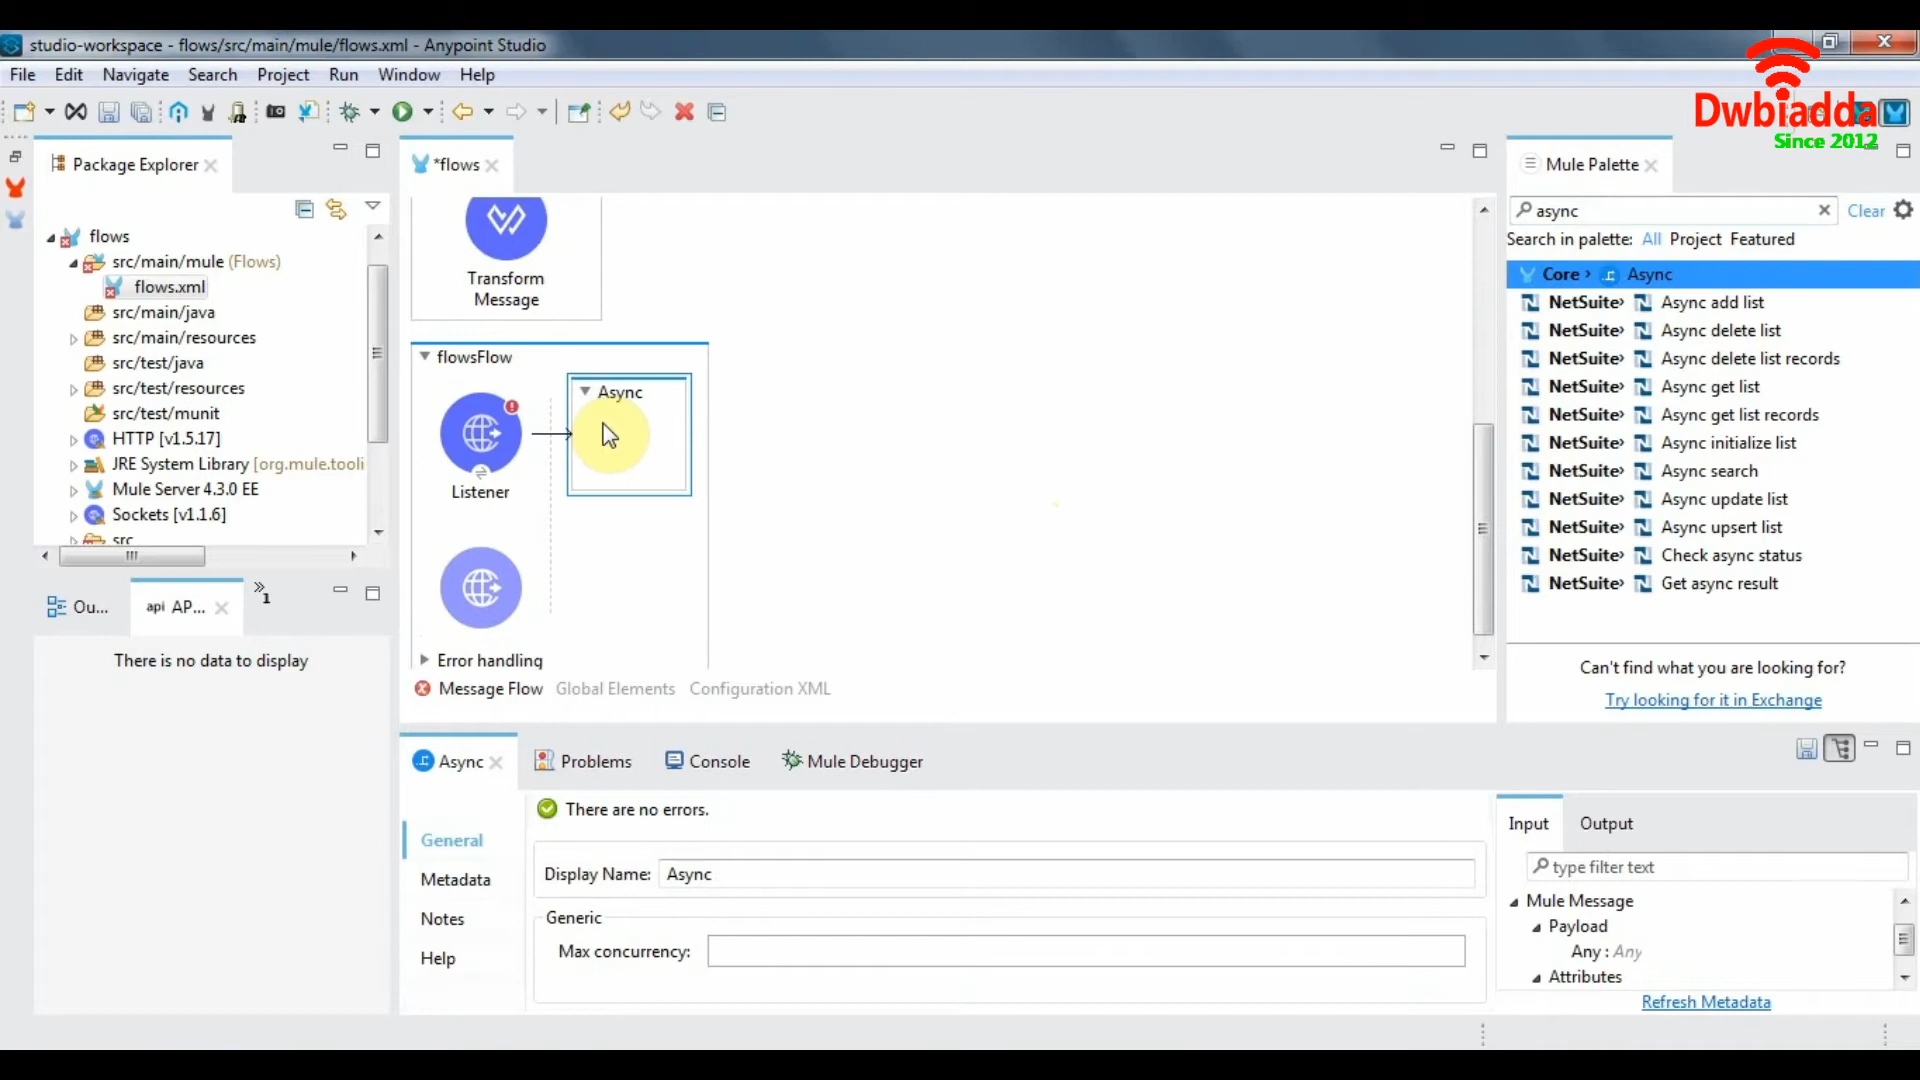 studio-workspace - flows/src/main/mule/flows.xml - Anypoint Studio
File Edit Navigate Search Project Run Window Help
Dwbiadda
Since 2012
Package Explorer
flows
src/main/mule (Flows)
flows.xml
src/main/java
src/main/resources
src/test/java
src/test/resources
src/test/munit
HTTP [v1.5.17]
JRE System Library [org.mule.tooli
Mule Server 4.3.0 EE
Sockets [v1.1.6]
src
Ou...
api AP...
»1
There is no data to display
*flows
Transform
Message
flowsFlow
Async
Listener
Error handling
Message Flow Global Elements Configuration XML
Mule Palette
async
Clear
Search in palette: All Project Featured
Core › Async
NetSuite› Async add list
NetSuite› Async delete list
NetSuite› Async delete list records
NetSuite› Async get list
NetSuite› Async get list records
NetSuite› Async initialize list
NetSuite› Async search
NetSuite› Async update list
NetSuite› Async upsert list
NetSuite› Check async status
NetSuite› Get async result
Can't find what you are looking for?
Try looking for it in Exchange
Async Problems Console Mule Debugger
There are no errors.
General
Metadata
Notes
Help
Display Name: Async
Generic
Max concurrency:
Input Output
type filter text
Mule Message
Payload
Any : Any
Attributes
Refresh Metadata